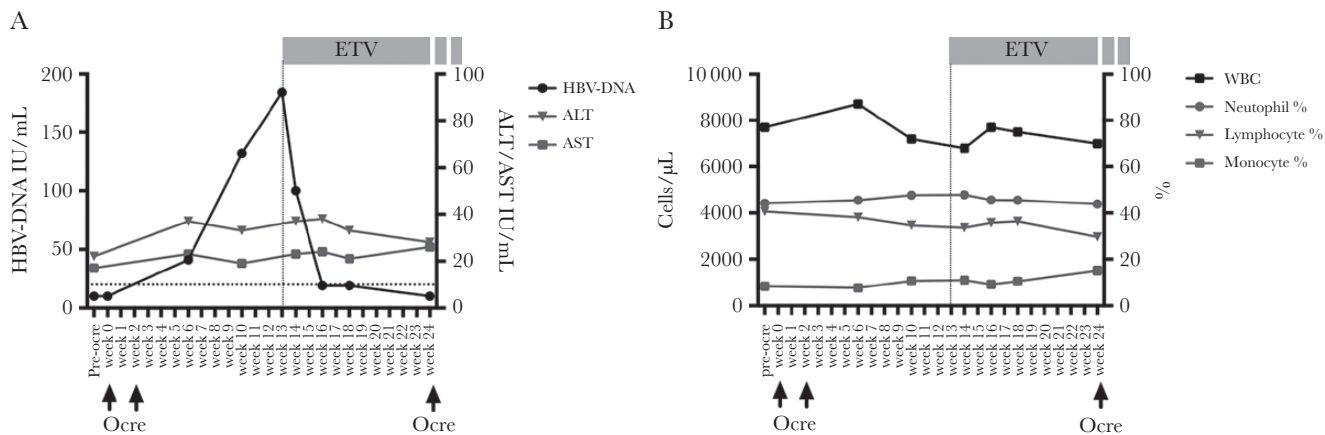 A
ETV
HBV-DNA IU/mL
200
150
100
50
0
100
80
60
40
20
0
ALT/AST IU/mL
HBV-DNA
ALT
AST
Pre-ocre
week 0
week 1
week 2
week 3
week 4
week 5
week 6
week 7
week 8
week 9
week 10
week 11
week 12
week 13
week 14
week 15
week 16
week 17
week 18
week 19
week 20
week 21
week 22
week 23
week 24
Ocre
Ocre
B
ETV
Cells/μL
10 000
8000
6000
4000
2000
0
100
80
60
40
20
0
%
WBC
Neutophil %
Lymphocyte %
Monocyte %
pre-ocre
week 0
week 1
week 2
week 3
week 4
week 5
week 6
week 7
week 8
week 9
week 10
week 11
week 12
week 13
week 14
week 15
week 16
week 17
week 18
week 19
week 20
week 21
week 22
week 23
week 24
Ocre
Ocre